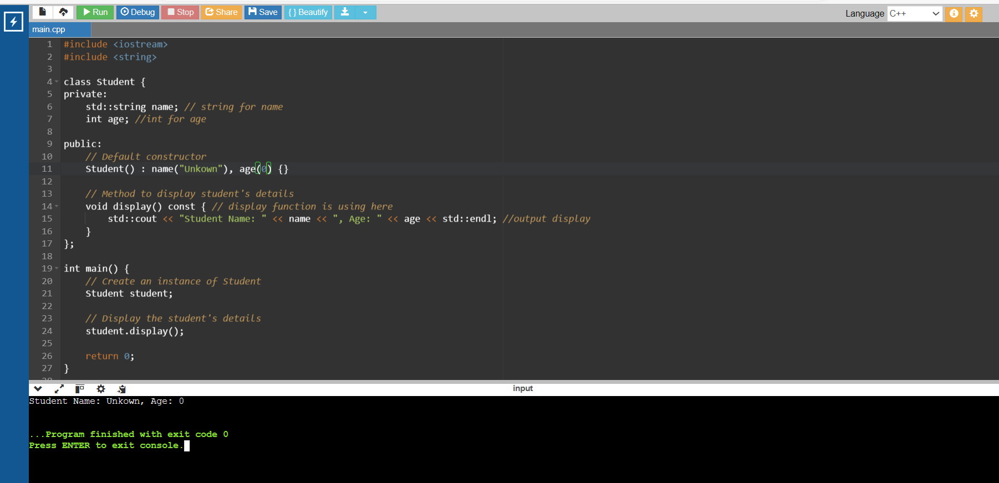 Run Debug Stop Share Save { } Beautify Language C++
main.cpp
1 #include <iostream>
2 #include <string>
3
4 class Student {
5 private:
6     std::string name; // string for name
7     int age; //int for age
8
9 public:
10     // Default constructor
11     Student() : name("Unkown"), age(0) {}
12
13     // Method to display student's details
14     void display() const { // display function is using here
15         std::cout << "Student Name: " << name << ", Age: " << age << std::endl; //output display
16     }
17 };
18
19 int main() {
20     // Create an instance of Student
21     Student student;
22
23     // Display the student's details
24     student.display();
25
26     return 0;
27 }
input
Student Name: Unkown, Age: 0
...Program finished with exit code 0
Press ENTER to exit console.